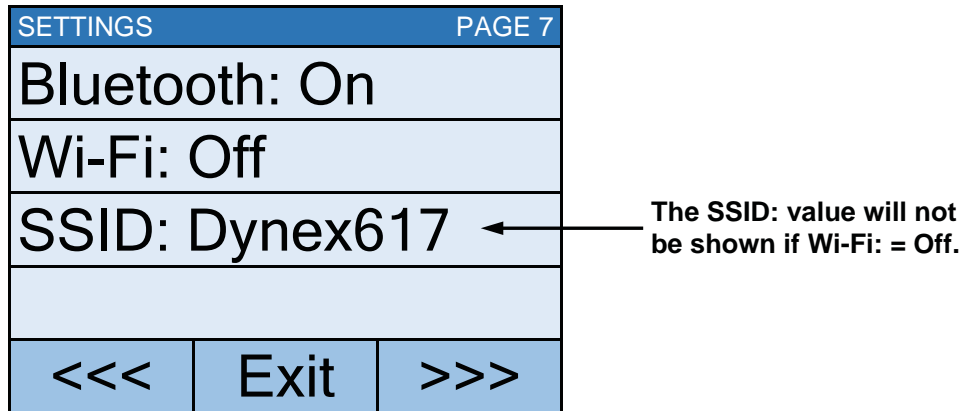 SETTINGS PAGE 7
Bluetooth: On
Wi-Fi: Off
SSID: Dynex617
The SSID: value will not
be shown if Wi-Fi: = Off.
<<< Exit >>>